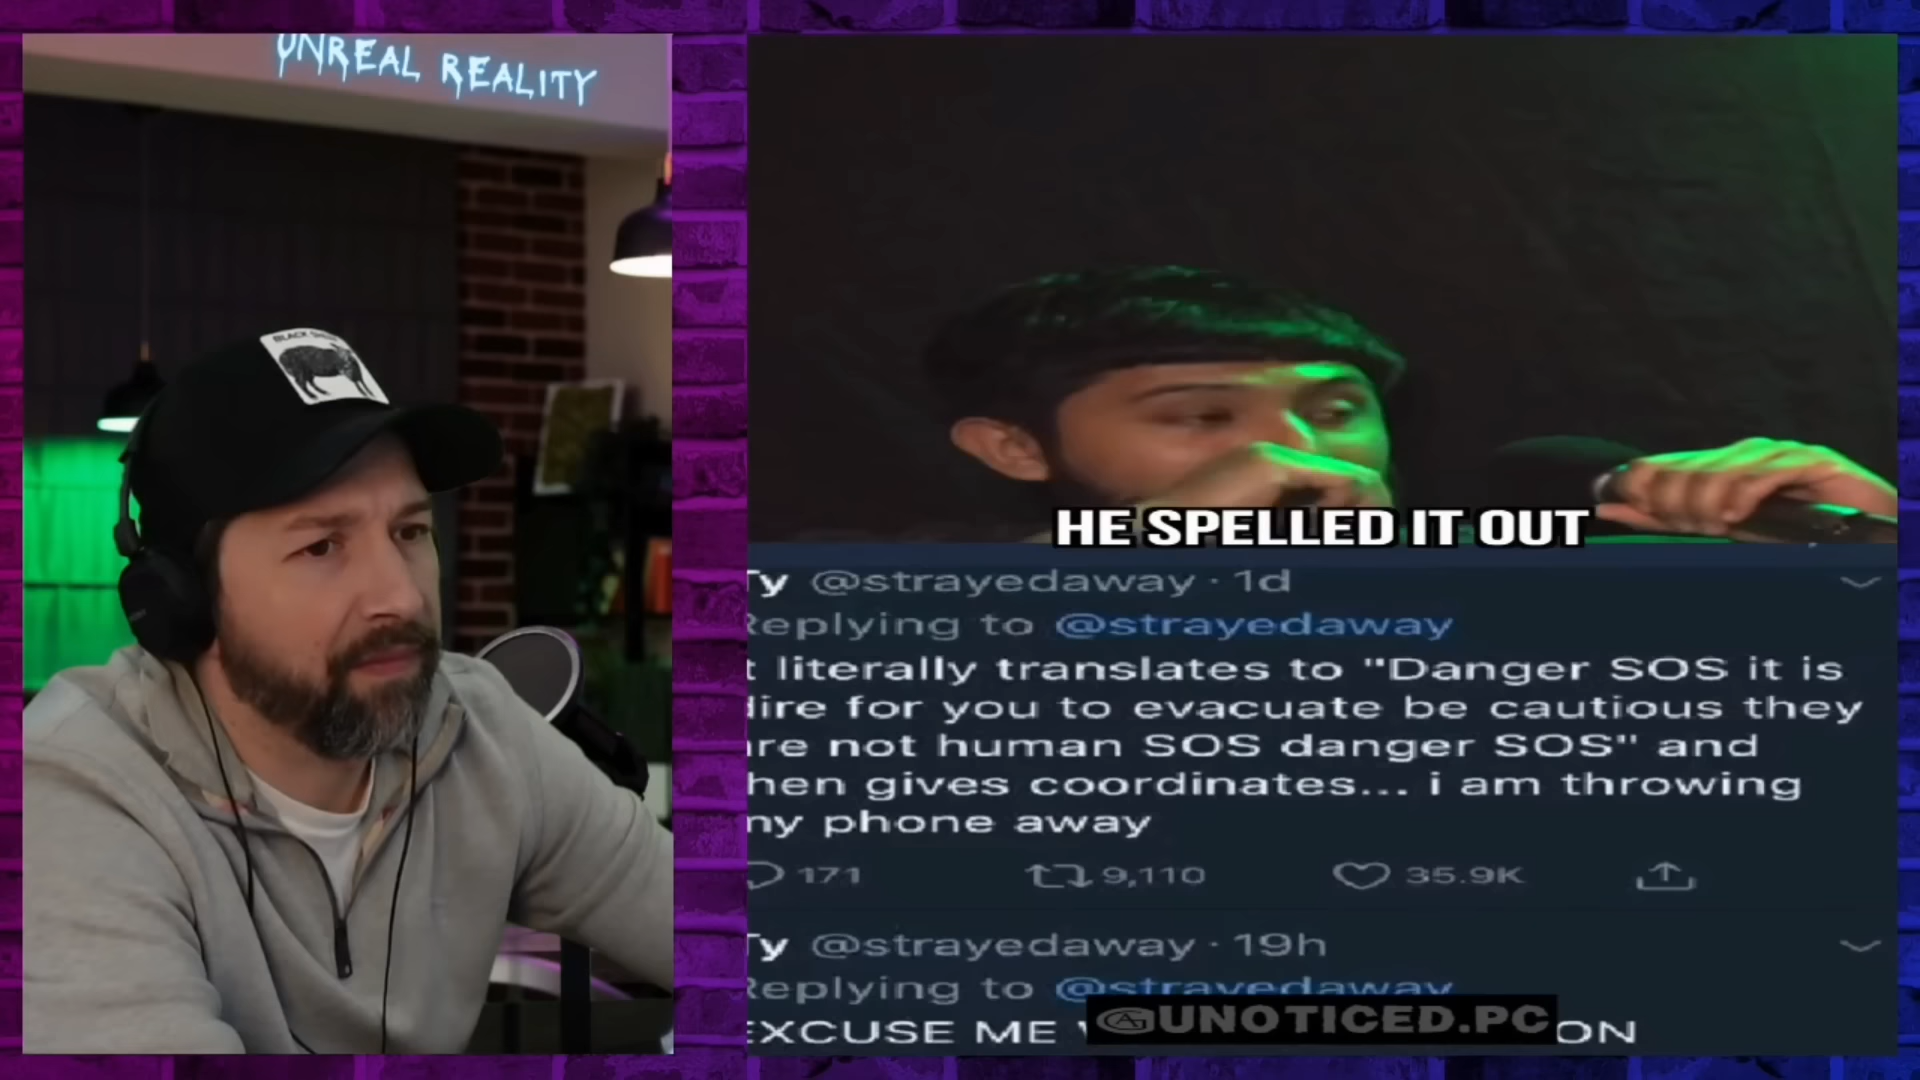 UNREAL REALITY
BLACK
HE SPELLED IT OUT
Ty @strayedaway · 1d
Replying to @strayedaway
t literally translates to "Danger SOS it is
dire for you to evacuate be cautious they
are not human SOS danger SOS" and
then gives coordinates... i am throwing
my phone away
171 9,110 35.9K
Ty @strayedaway · 19h
Replying to @strayedaway
EXCUSE ME ON
@UNOTICED.PC